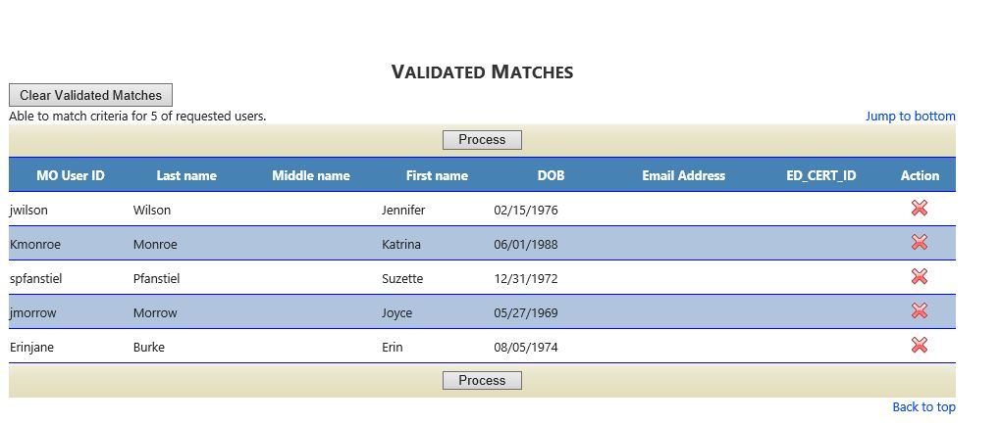 VALIDATED MATCHES
Clear Validated Matches
Able to match criteria for 5 of requested users. Jump to bottom
Process
MO User ID Last name Middle name First name DOB Email Address ED_CERT_ID Action
jwilson Wilson Jennifer 02/15/1976
Kmonroe Monroe Katrina 06/01/1988
spfanstiel Pfanstiel Suzette 12/31/1972
jmorrow Morrow Joyce 05/27/1969
Erinjane Burke Erin 08/05/1974
Process
Back to top